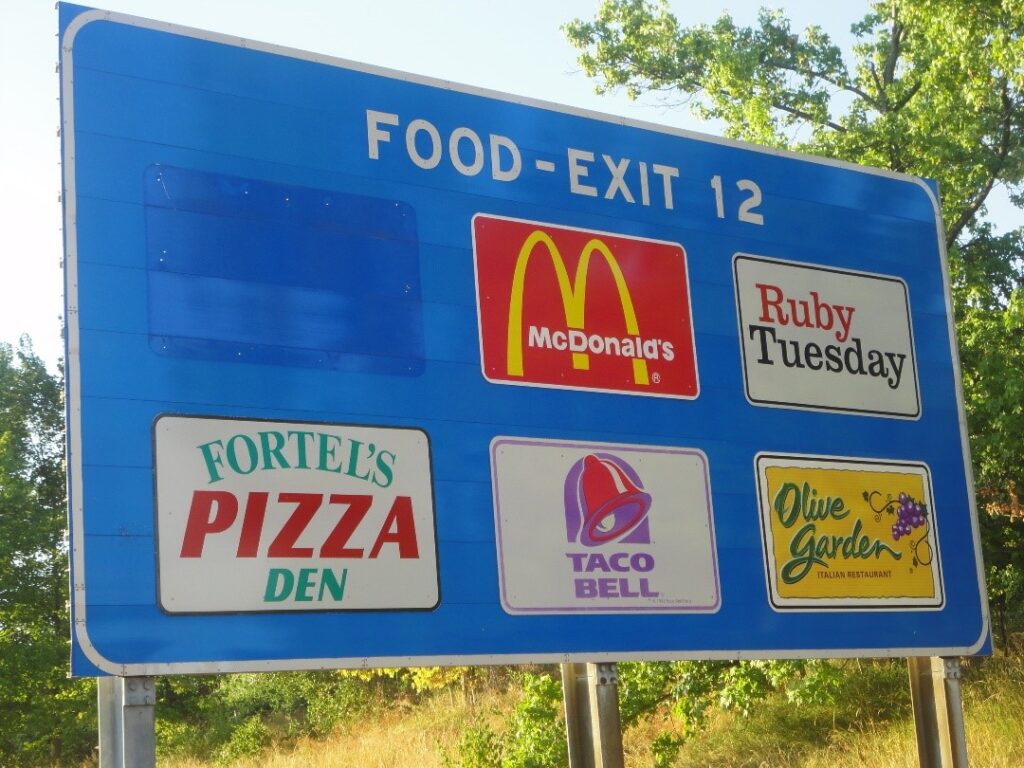 FOOD - EXIT 12
McDonald's
®
Ruby
Tuesday
FORTEL'S
PIZZA
DEN
TACO
BELL
Olive
Garden
ITALIAN RESTAURANT